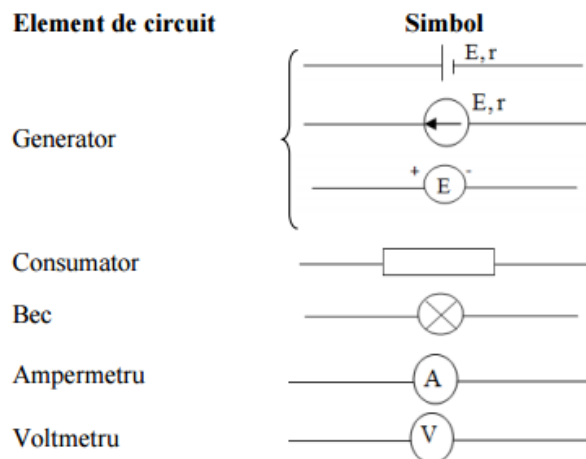 Element de circuit Simbol
E, r
E, r
Generator
+ E -
Consumator
Bec
Ampermetru A
Voltmetru V